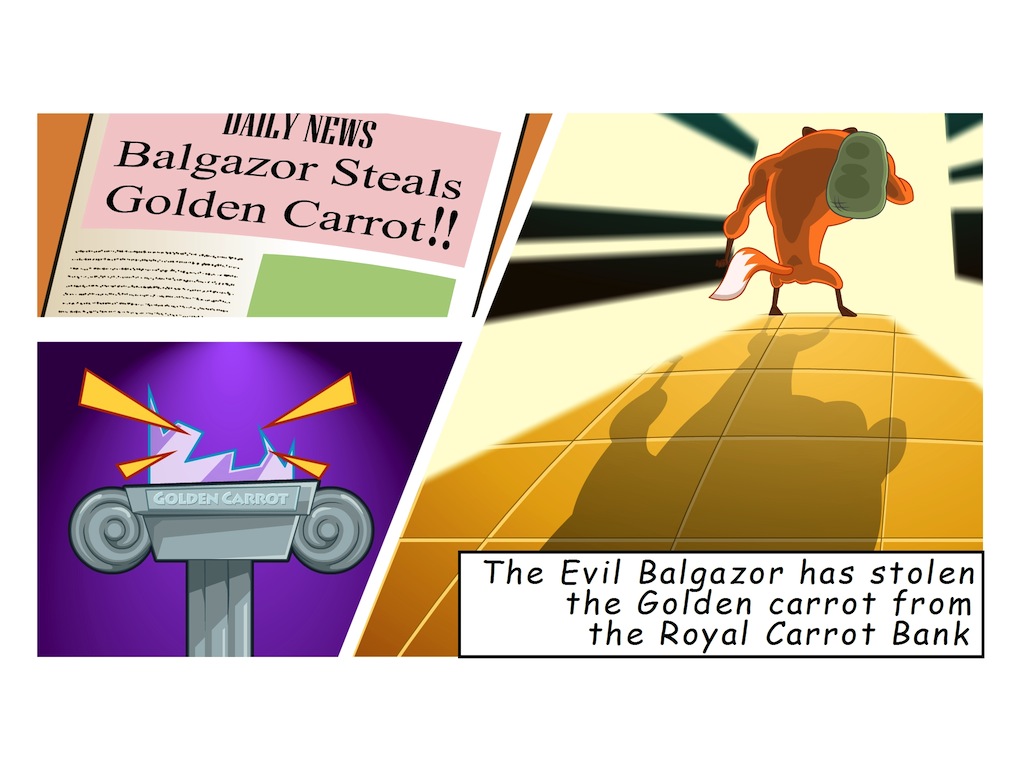 DAILY NEWS
Balgazor Steals
Golden Carrot!!
GOLDEN CARROT
The Evil Balgazor has stolen
the Golden carrot from
the Royal Carrot Bank